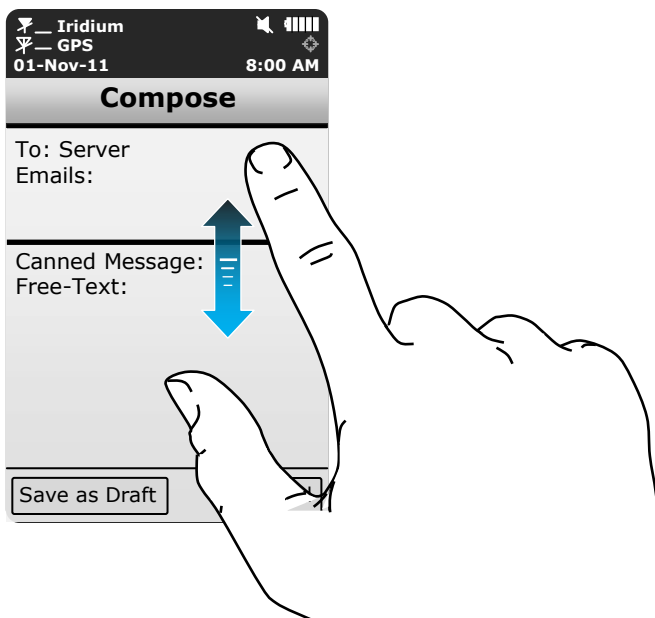 Iridium
GPS
01-Nov-11 8:00 AM
Compose
To: Server
Emails:
Canned Message:
Free-Text:
Save as Draft